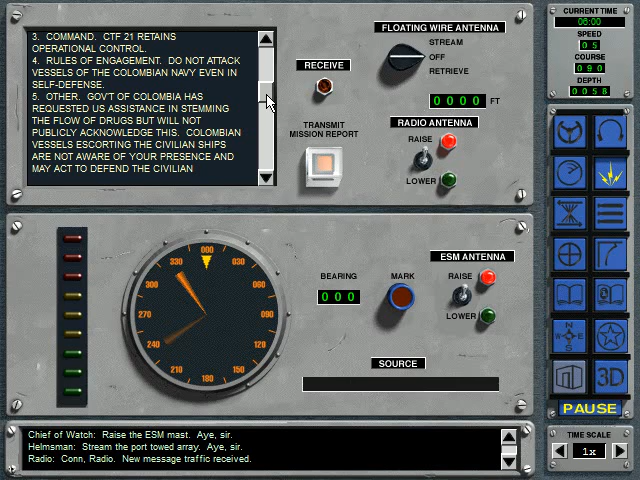 3. COMMAND. CTF 21 RETAINS
OPERATIONAL CONTROL.
4. RULES OF ENGAGEMENT. DO NOT ATTACK
VESSELS OF THE COLOMBIAN NAVY EVEN IN
SELF-DEFENSE.
5. OTHER. GOV'T OF COLOMBIA HAS
REQUESTED US ASSISTANCE IN STEMMING
THE FLOW OF DRUGS BUT WILL NOT
PUBLICLY ACKNOWLEDGE THIS. COLOMBIAN
VESSELS ESCORTING THE CIVILIAN SHIPS
ARE NOT AWARE OF YOUR PRESENCE AND
MAY ACT TO DEFEND THE CIVILIAN
RECEIVE
TRANSMIT
MISSION REPORT
FLOATING WIRE ANTENNA
STREAM
OFF
RETRIEVE
0000 FT
RADIO ANTENNA
RAISE
LOWER
CURRENT TIME
06:00
SPEED
05
COURSE
090
DEPTH
0058
000
030
060
090
120
150
180
210
240
270
300
330
BEARING
000
MARK
ESM ANTENNA
RAISE
LOWER
SOURCE
N
W E
S
3D
PAUSE
TIME SCALE
1x
Chief of Watch: Raise the ESM mast. Aye, sir.
Helmsman: Stream the port towed array. Aye, sir.
Radio: Conn, Radio. New message traffic received.